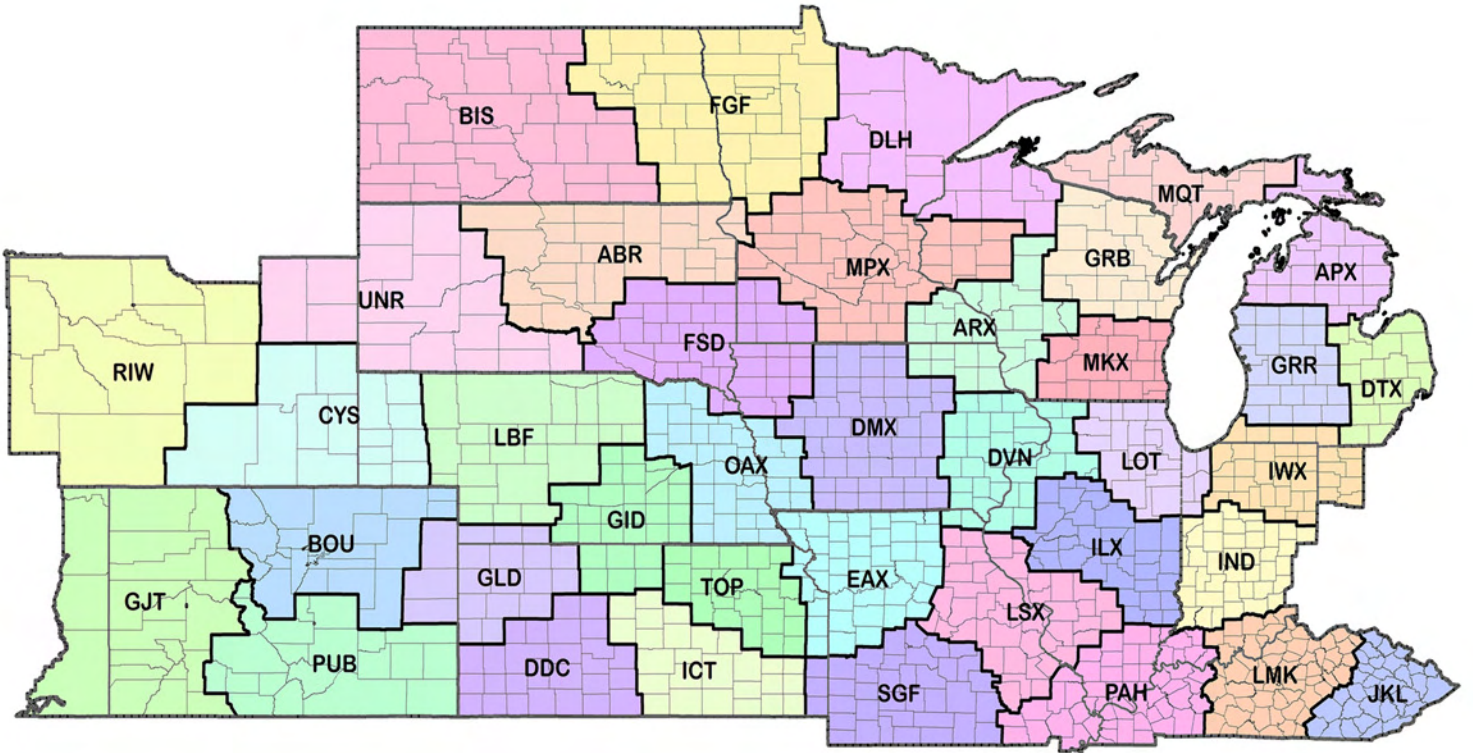 BIS
FGF
DLH
MQT
ABR
MPX
GRB
APX
UNR
ARX
FSD
MKX
GRR
DTX
RIW
CYS
LBF
DMX
OAX
DVN
LOT
IWX
GID
BOU
ILX
IND
GLD
TOP
EAX
GJT
LSX
PUB
DDC
ICT
SGF
PAH
LMK
JKL